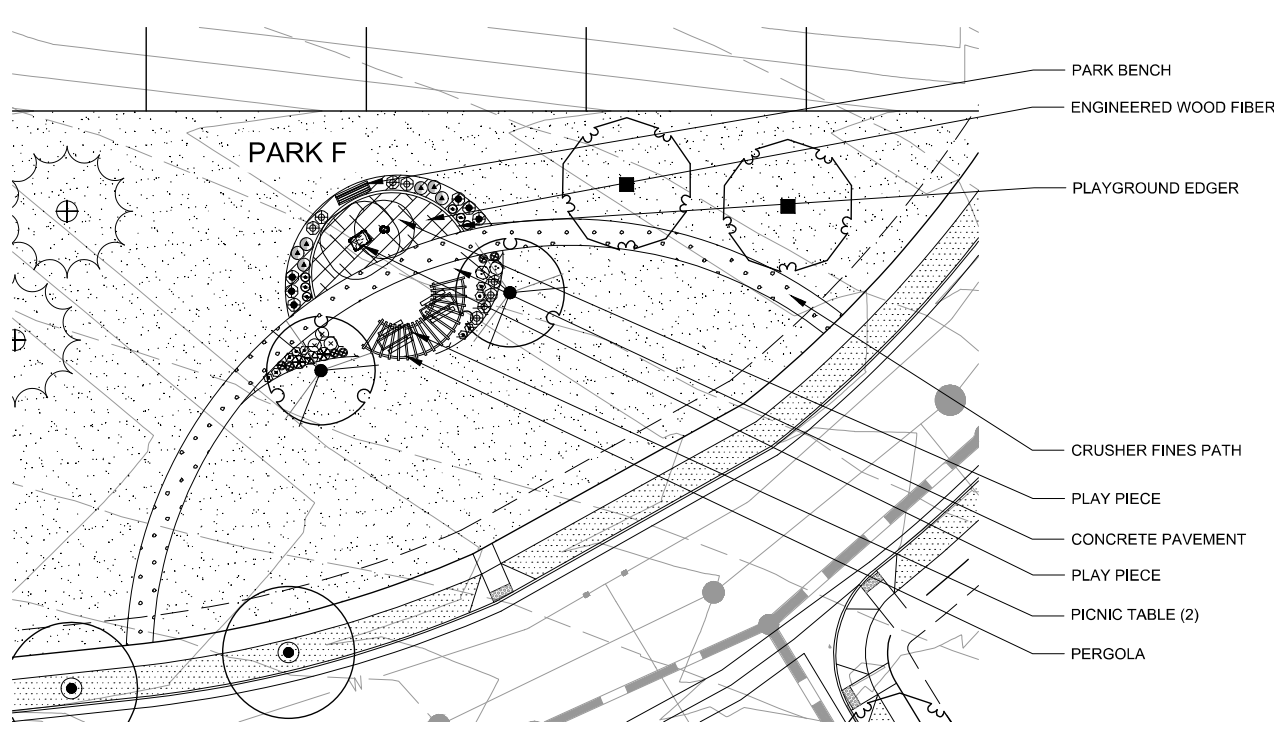 PARK BENCH
ENGINEERED WOOD FIBER
PARK F
PLAYGROUND EDGER
CRUSHER FINES PATH
PLAY PIECE
CONCRETE PAVEMENT
PLAY PIECE
PICNIC TABLE (2)
PERGOLA
W